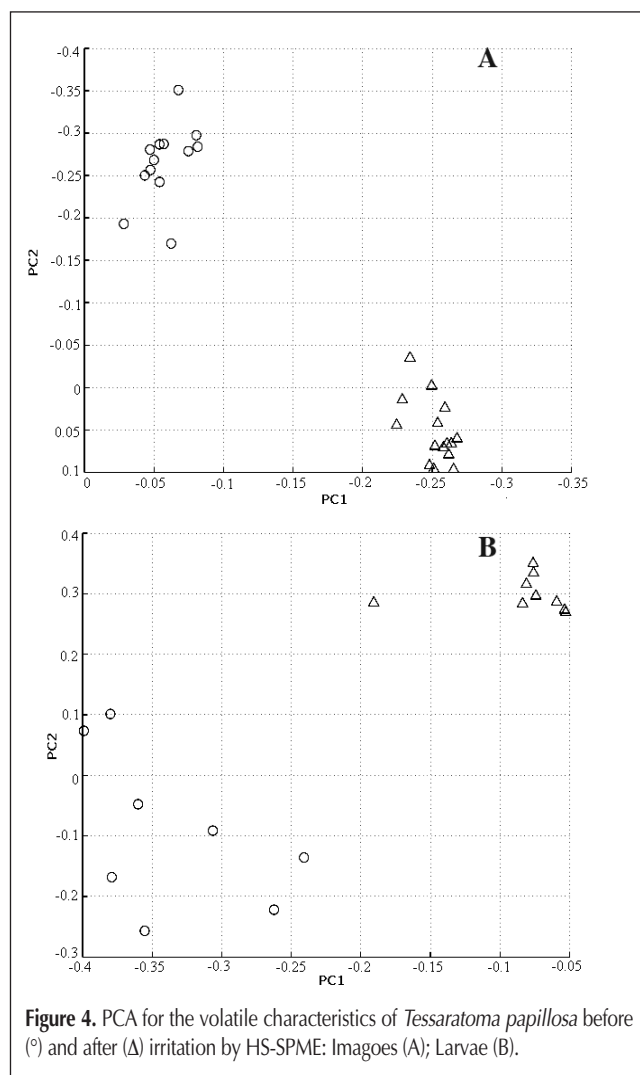 A
-0.4
-0.35
-0.3
-0.25
-0.2
-0.15
-0.1
-0.05
0
0.05
0.1
PC2
0 -0.05 -0.1 -0.15 -0.2 -0.25 -0.3 -0.35
PC1
B
0.4
0.3
0.2
0.1
0
-0.1
-0.2
-0.3
PC2
-0.4 -0.35 -0.3 -0.25 -0.2 -0.15 -0.1 -0.05
PC1
Figure 4. PCA for the volatile characteristics of Tessaratoma papillosa before
(°) and after (Δ) irritation by HS-SPME: Imagoes (A); Larvae (B).